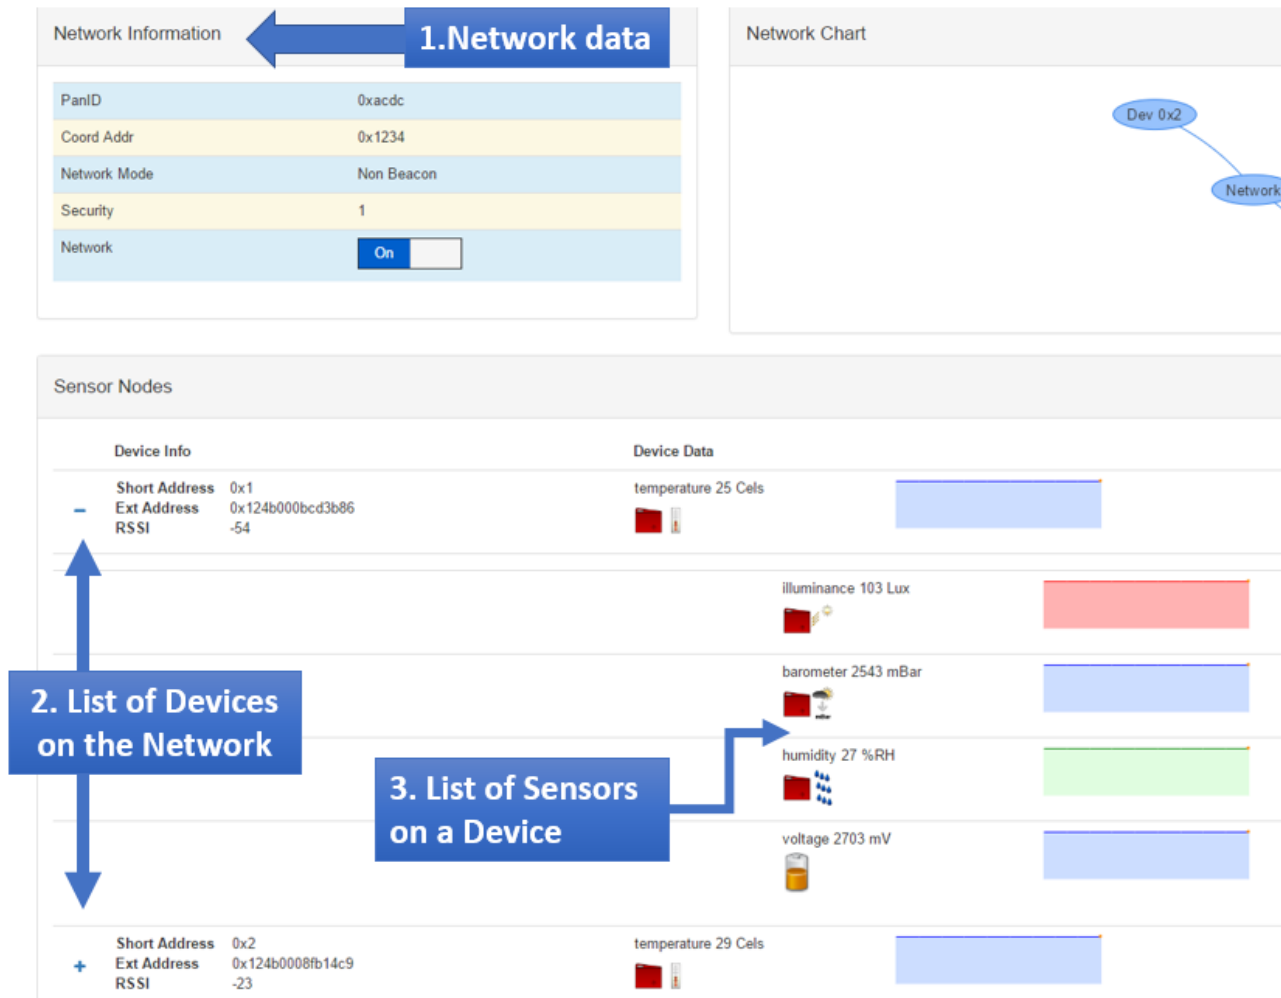 Network Information
1.Network data
PanID 0xacdc
Coord Addr 0x1234
Network Mode Non Beacon
Security 1
Network On
Network Chart
Dev 0x2
Network
Sensor Nodes
Device Info Device Data
Short Address 0x1
Ext Address 0x124b000bcd3b86
RSSI -54
temperature 25 Cels
illuminance 103 Lux
barometer 2543 mBar
mBar
humidity 27 %RH
voltage 2703 mV
2. List of Devices
on the Network
3. List of Sensors
on a Device
Short Address 0x2
Ext Address 0x124b0008fb14c9
RSSI -23
temperature 29 Cels